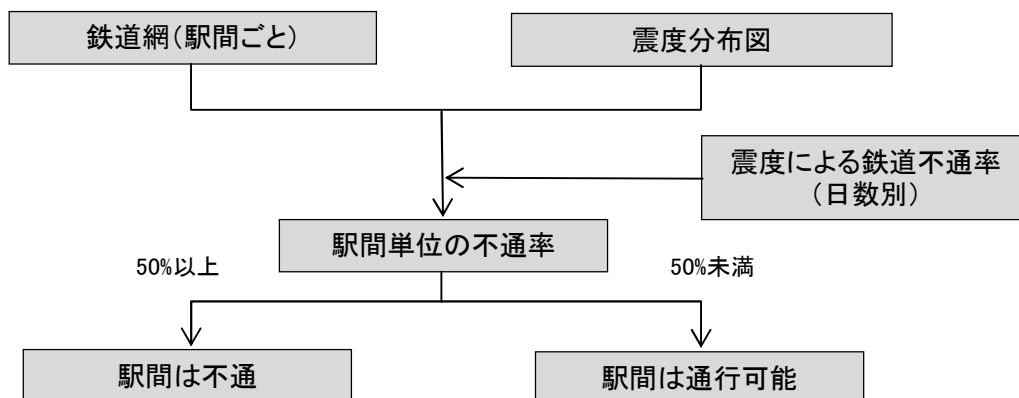 鉄道網(駅間ごと)
震度分布図
震度による鉄道不通率
(日数別)
駅間単位の不通率
50%以上
50%未満
駅間は不通
駅間は通行可能